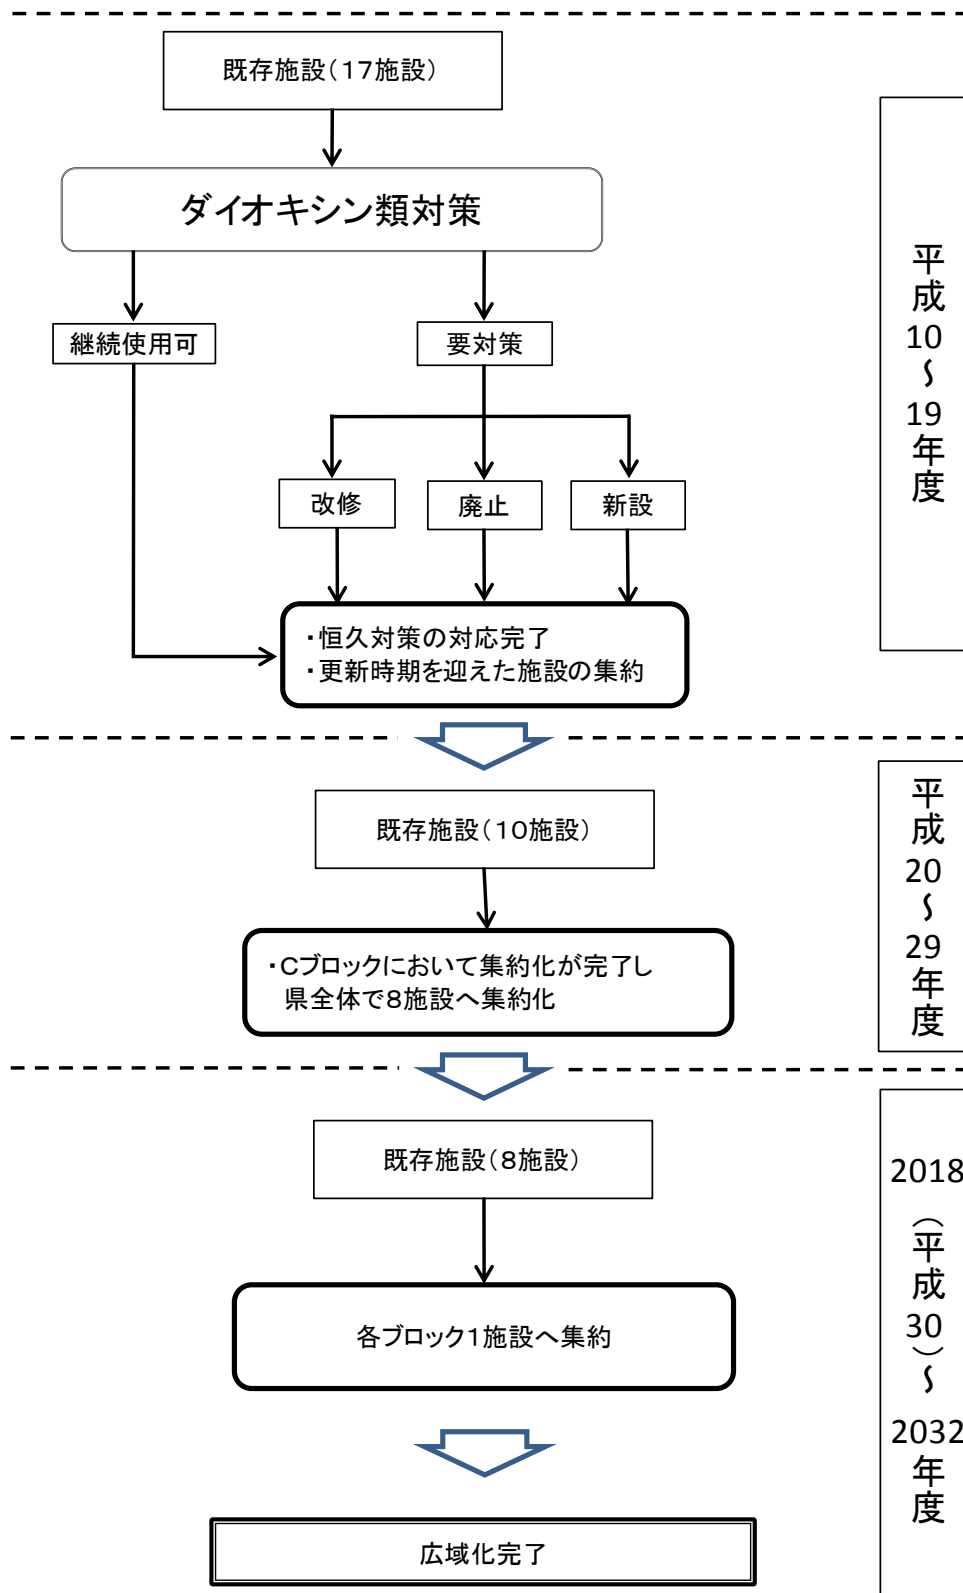 既存施設（１７施設）
ダイオキシン類対策
継続使用可
要対策
改修
廃止
新設
・恒久対策の対応完了
・更新時期を迎えた施設の集約
平成10～19年度
既存施設（１０施設）
・Cブロックにおいて集約化が完了し
県全体で８施設へ集約化
平成20～29年度
既存施設（８施設）
各ブロック１施設へ集約
広域化完了
2018（平成30）～2032年度